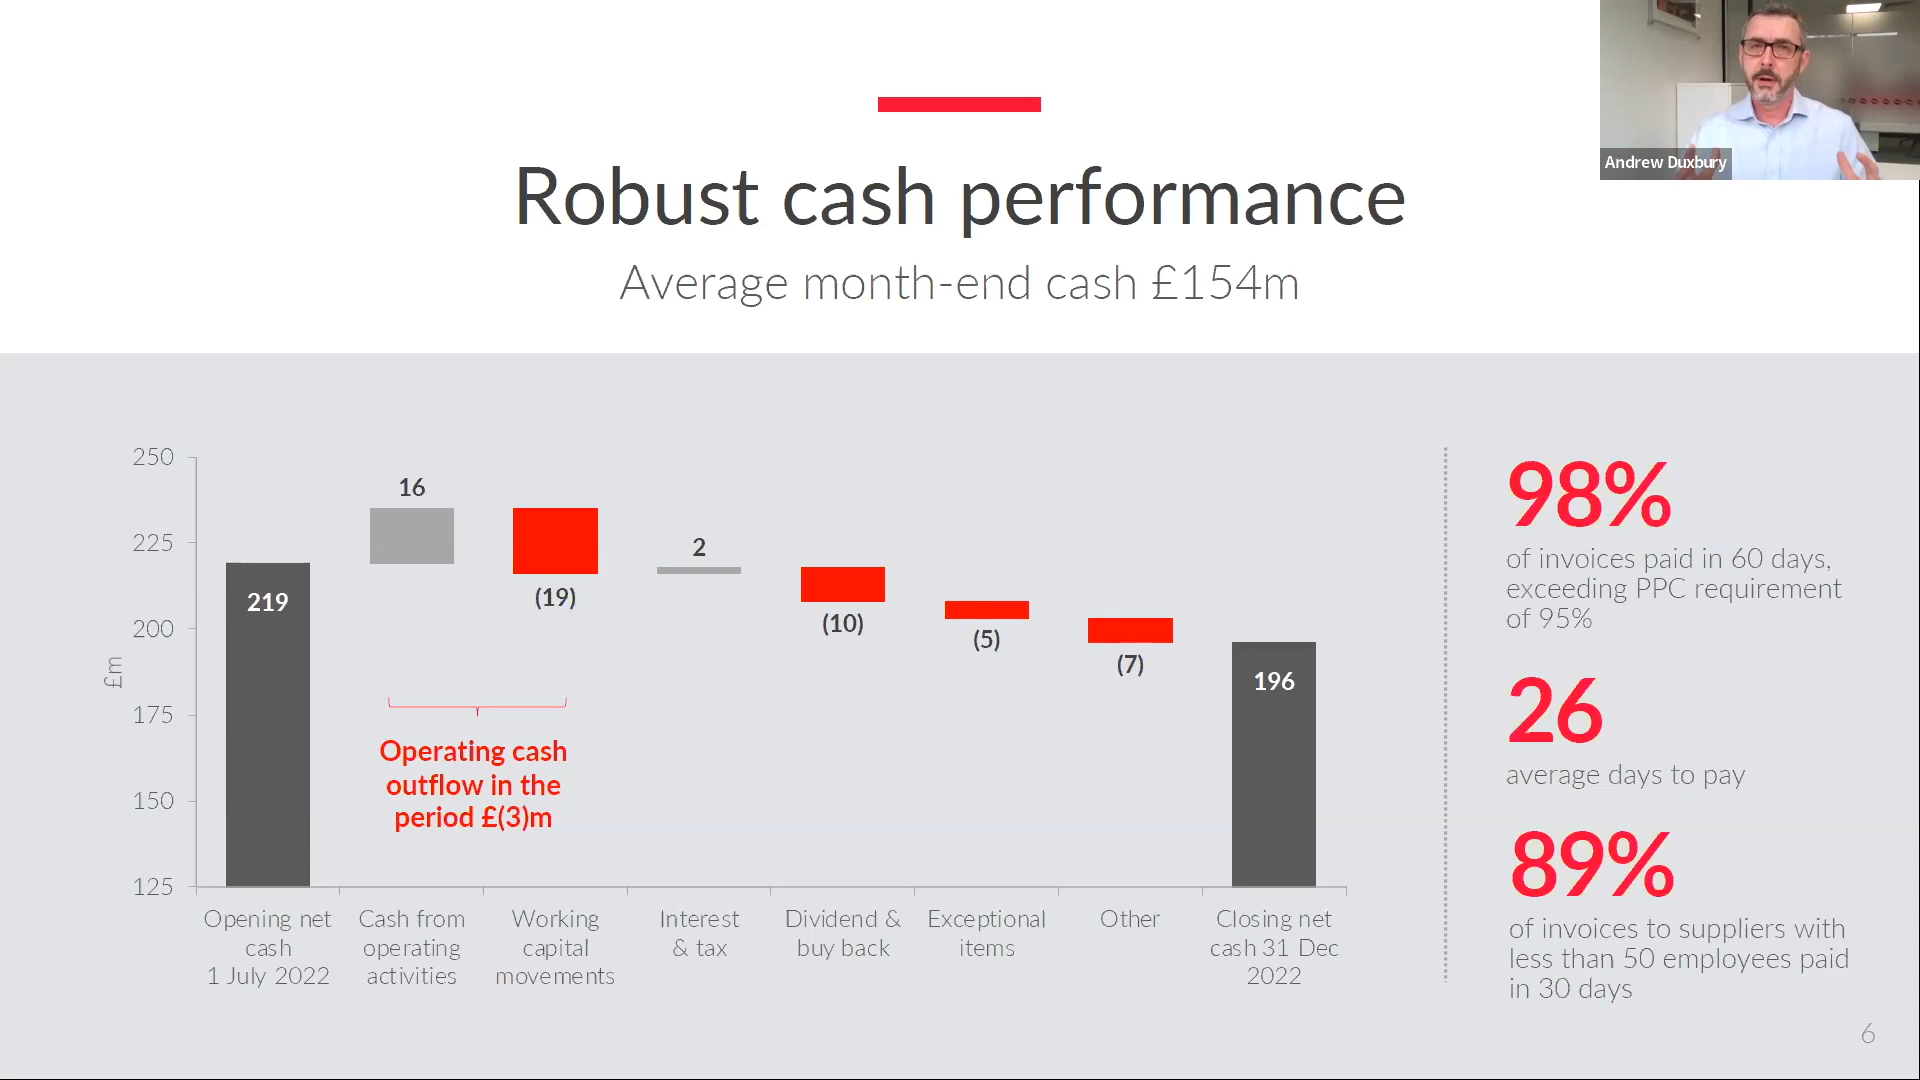 Andrew Duxbury
Robust cash performance
Average month-end cash £154m
£m
250
225
200
175
150
125
219
16
(19)
2
(10)
(5)
(7)
196
Operating cash
outflow in the
period £(3)m
Opening net
cash
1 July 2022
Cash from
operating
activities
Working
capital
movements
Interest
& tax
Dividend &
buy back
Exceptional
items
Other
Closing net
cash 31 Dec
2022
98%
of invoices paid in 60 days,
exceeding PPC requirement
of 95%
26
average days to pay
89%
of invoices to suppliers with
less than 50 employees paid
in 30 days
6